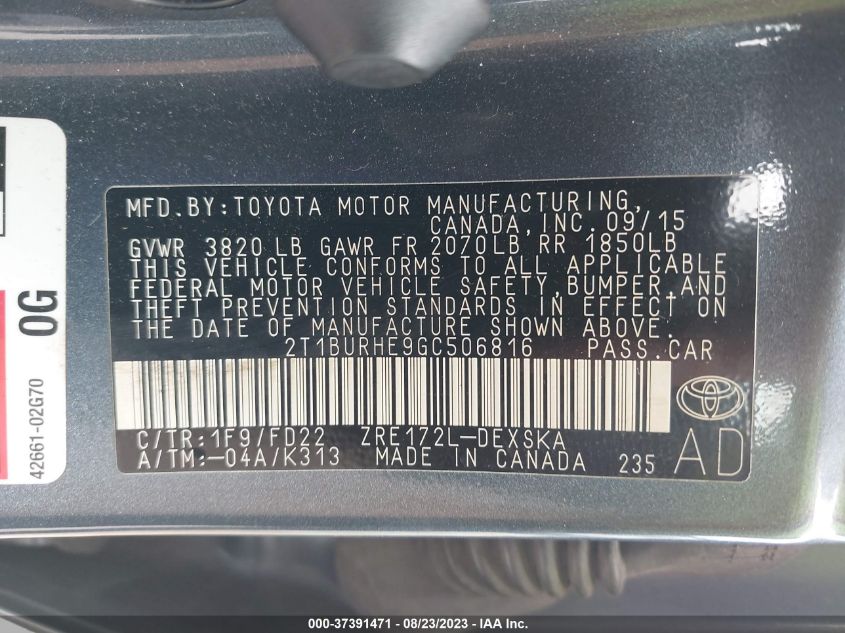 MFD.BY:TOYOTA MOTOR MANUFACTURING,
CANADA,INC. 09/15
GVWR 3820 LB GAWR FR 2070LB RR 1850LB
THIS VEHICLE CONFORMS TO ALL APPLICABLE
FEDERAL MOTOR VEHICLE SAFETY,BUMPER,AND
THEFT PREVENTION STANDARDS IN EFFECT ON
THE DATE OF MANUFACTURE SHOWN ABOVE.
2T1BURHE9GC506816 PASS.CAR
C/TR:1F9/FD22 ZRE172L-DEXSKA
A/TM:-04A/K313 MADE IN CANADA 235
AD
0G
42661-02G70
000-37391471 - 08/23/2023 - IAA Inc.